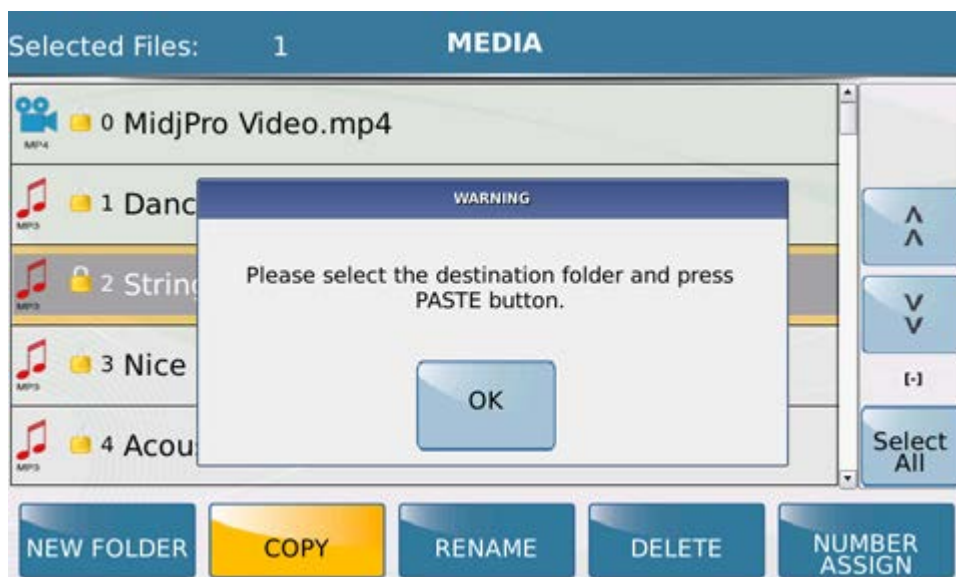 Selected Files: 1 MEDIA
MP4 0 MidjPro Video.mp4
MP3 1 Danc
WARNING
MP3 2 String
Please select the destination folder and press
PASTE button.
MP3 3 Nice
OK
MP3 4 Acou
[-]
Select
All
NEW FOLDER COPY RENAME DELETE NUMBER
ASSIGN